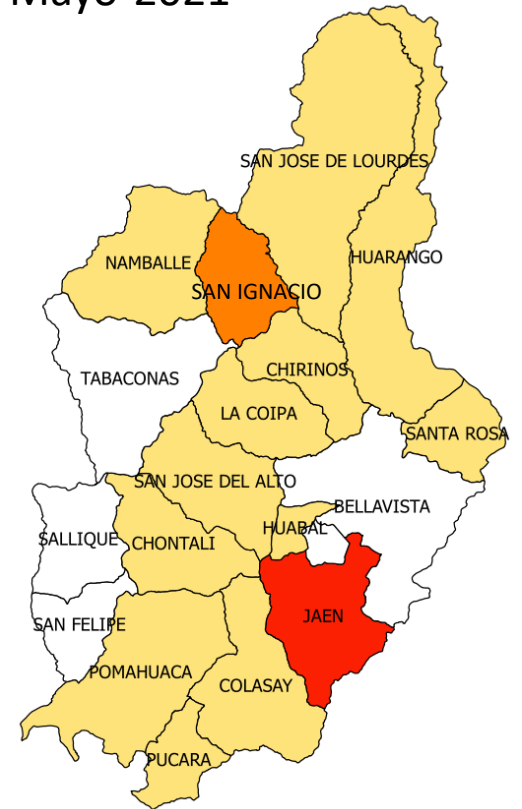 Mayo-2021
SAN JOSE DE LOURDES
HUARANGO
NAMBALLE
SAN IGNACIO
CHIRINOS
TABACONAS
LA COIPA
SANTA ROSA
SAN JOSE DEL ALTO
BELLAVISTA
HUABAL
SALLIQUE
CHONTALI
JAEN
SAN FELIPE
POMAHUACA
COLASAY
PUCARA